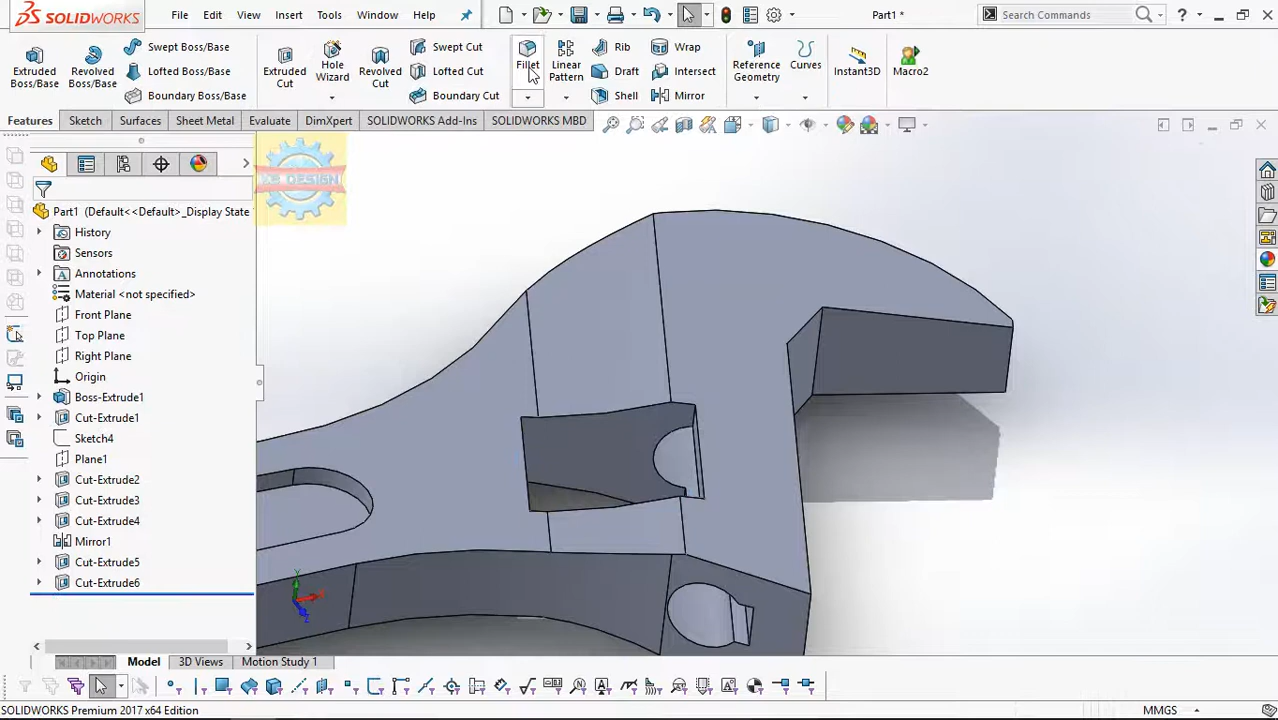 SOLIDWORKS
File
Edit
View
Insert
Tools
Window
Help
Part1 *
Search Commands
Extruded Boss/Base
Revolved Boss/Base
Swept Boss/Base
Lofted Boss/Base
Boundary Boss/Base
Extruded Cut
Hole Wizard
Revolved Cut
Swept Cut
Lofted Cut
Boundary Cut
Fillet
Linear Pattern
Rib
Draft
Shell
Wrap
Intersect
Mirror
Reference Geometry
Curves
Instant3D
Macro2
Features
Sketch
Surfaces
Sheet Metal
Evaluate
DimXpert
SOLIDWORKS Add-Ins
SOLIDWORKS MBD
Part1 (Default<<Default>_Display State
History
Sensors
Annotations
Material <not specified>
Front Plane
Top Plane
Right Plane
Origin
Boss-Extrude1
Cut-Extrude1
Sketch4
Plane1
Cut-Extrude2
Cut-Extrude3
Cut-Extrude4
Mirror1
Cut-Extrude5
Cut-Extrude6
Model
3D Views
Motion Study 1
SOLIDWORKS Premium 2017 x64 Edition
MMGS